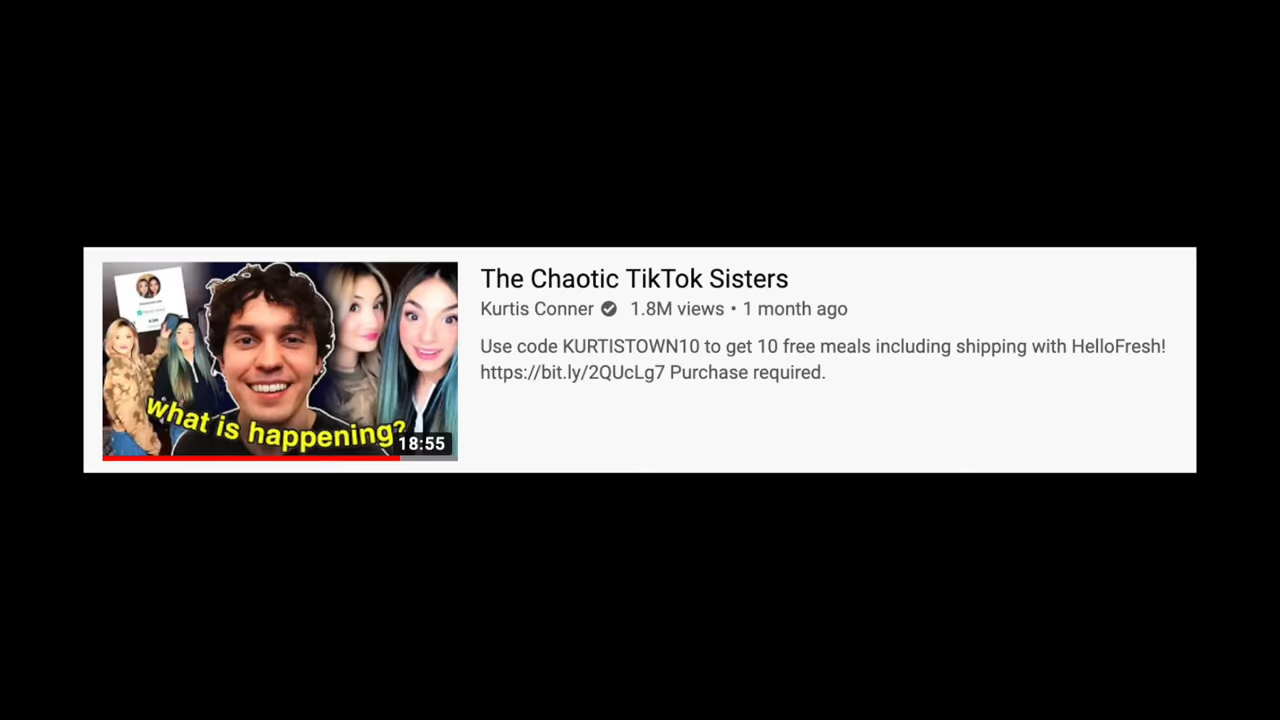 The Chaotic TikTok Sisters
Kurtis Conner 1.8M views • 1 month ago
Use code KURTISTOWN10 to get 10 free meals including shipping with HelloFresh!
https://bit.ly/2QUcLg7 Purchase required.
what is happening?
18:55